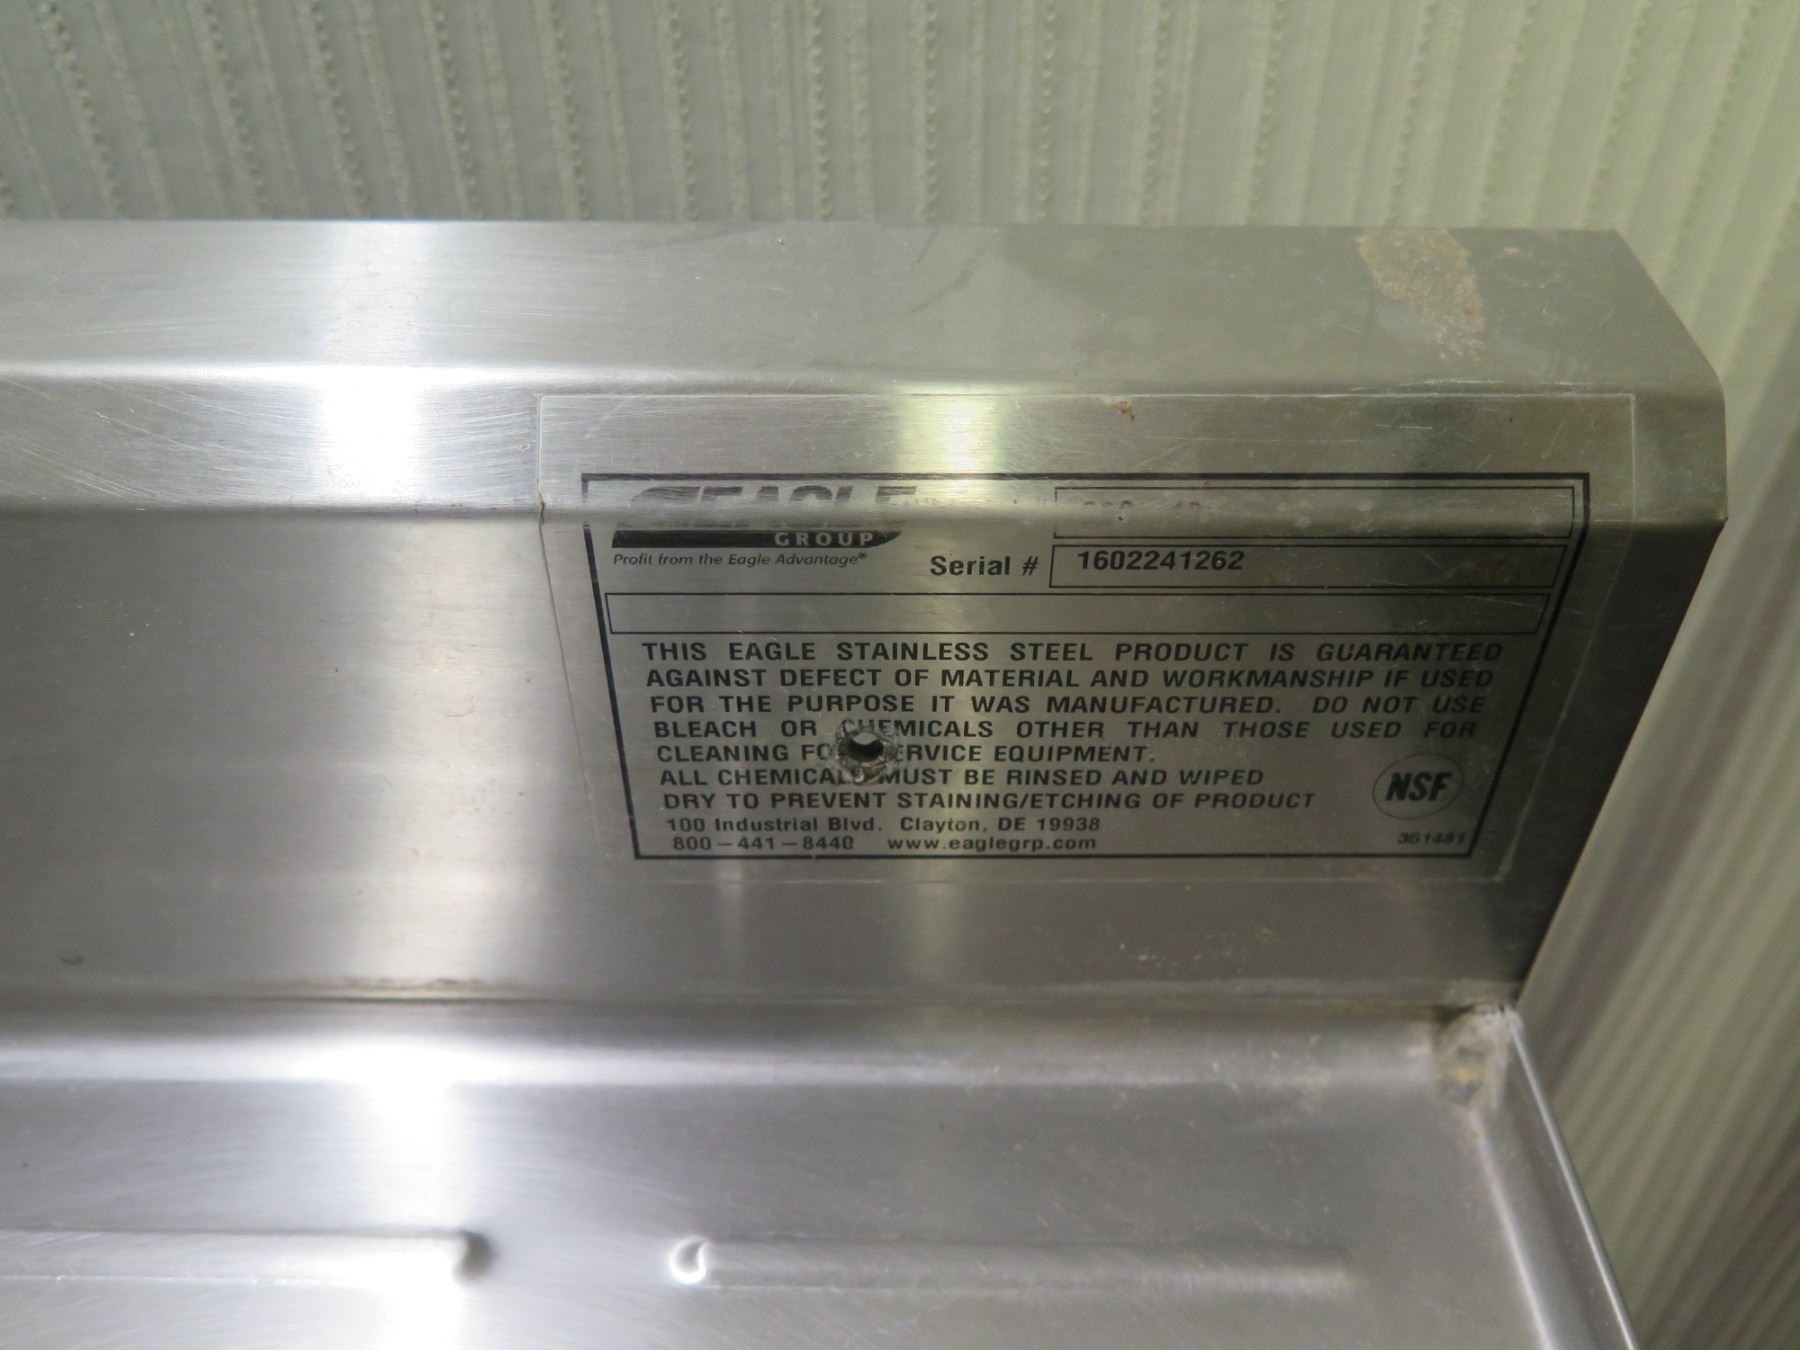 EAGLE
GROUP
Profit from the Eagle Advantage®
Serial # 1602241262
THIS EAGLE STAINLESS STEEL PRODUCT IS GUARANTEED
AGAINST DEFECT OF MATERIAL AND WORKMANSHIP IF USED
FOR THE PURPOSE IT WAS MANUFACTURED. DO NOT USE
BLEACH OR CHEMICALS OTHER THAN THOSE USED FOR
CLEANING FO RVICE EQUIPMENT.
ALL CHEMICAL MUST BE RINSED AND WIPED
DRY TO PREVENT STAINING/ETCHING OF PRODUCT
NSF
100 Industrial Blvd. Clayton, DE 19938
800-441-8440 www.eaglegrp.com
361481